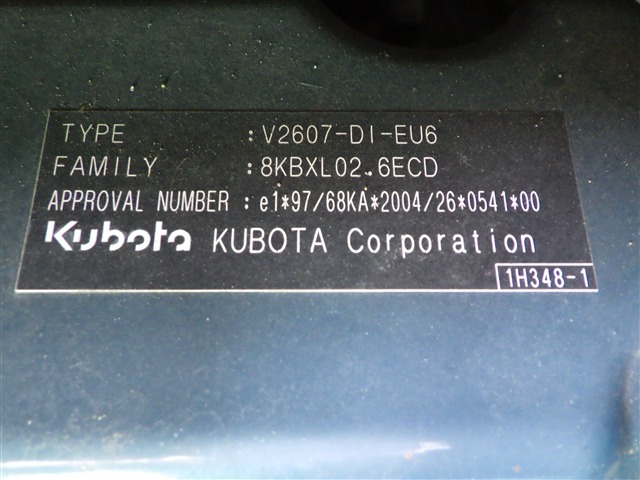 TYPE : V2607-DI-EU6
FAMILY : 8KBXL02.6ECD
APPROVAL NUMBER : e1*97/68KA*2004/26*0541*00
Kubota KUBOTA Corporation
1H348-1